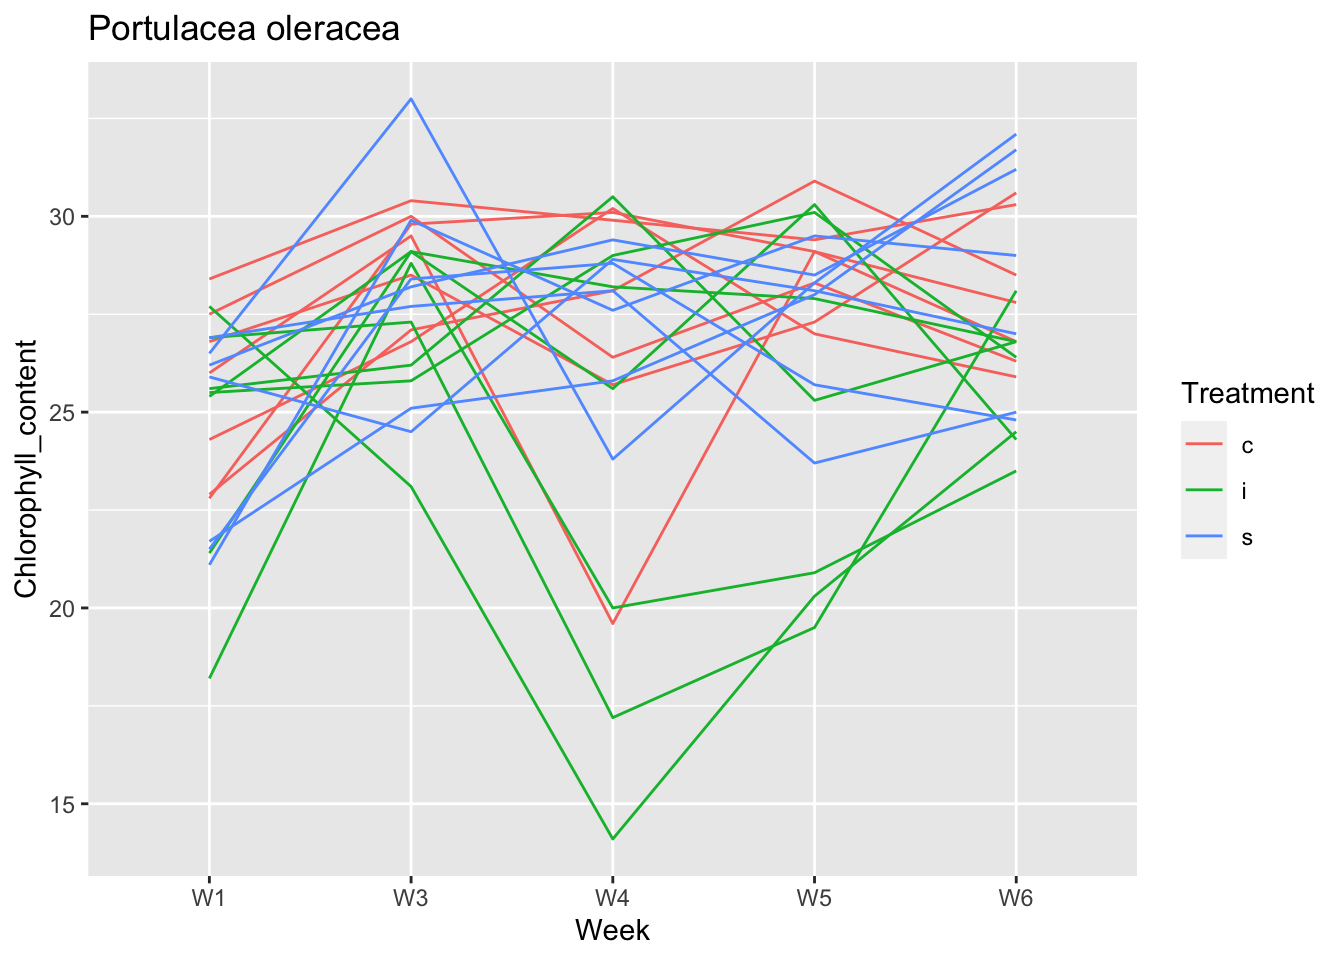 Portulacea oleracea
Chlorophyll_content
30
25
20
15
W1 W3 W4 W5 W6
Week
Treatment
c
i
s